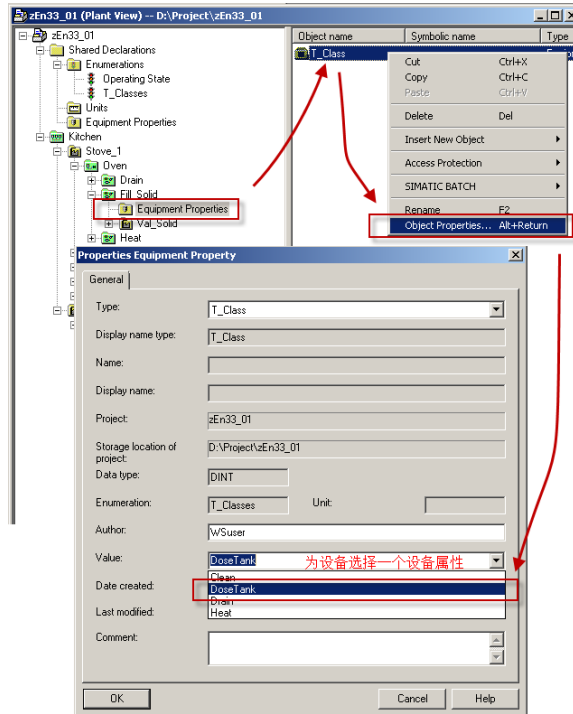 zEn33_01 (Plant View) -- D:\Project\zEn33_01
zEn33_01
Shared Declarations
Enumerations
Operating State
T_Classes
Units
Equipment Properties
Kitchen
Stove_1
Oven
Drain
Fill_Solid
Equipment Properties
Val_Solid
Heat
Object name Symbolic name Type
T_Class
Cut Ctrl+X
Copy Ctrl+C
Paste Ctrl+V
Delete Del
Insert New Object
Access Protection
SIMATIC BATCH
Rename F2
Object Properties... Alt+Return
Properties Equipment Property
General
Type: T_Class
Display name type: T_Class
Name:
Display name:
Project: zEn33_01
Storage location of project: D:\Project\zEn33_01
Data type: DINT
Enumeration: T_Classes Unit:
Author: WSuser
Value: DoseTank 为设备选择一个设备属性
Clean
Date created: DoseTank
Drain
Last modified: Heat
Comment:
OK Cancel Help